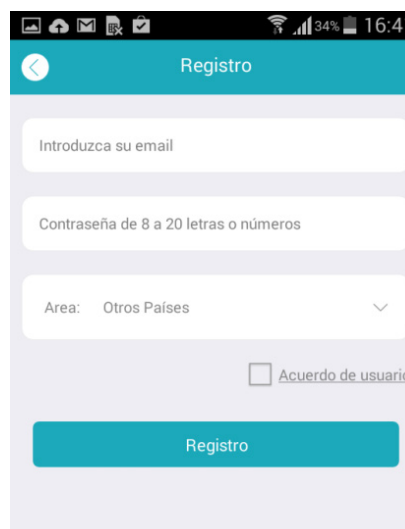 34% 16:4
Registro
Introduzca su email
Contraseña de 8 a 20 letras o números
Area: Otros Países
Acuerdo de usuario
Registro